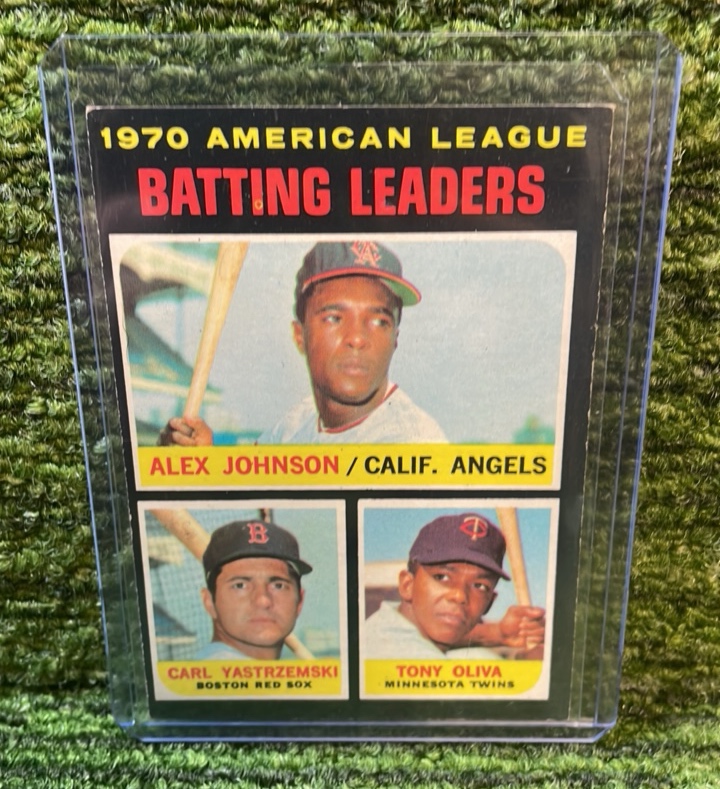 1970 AMERICAN LEAGUE
BATTING LEADERS
ALEX JOHNSON / CALIF. ANGELS
CARL YASTRZEMSKI
BOSTON RED SOX
TONY OLIVA
MINNESOTA TWINS